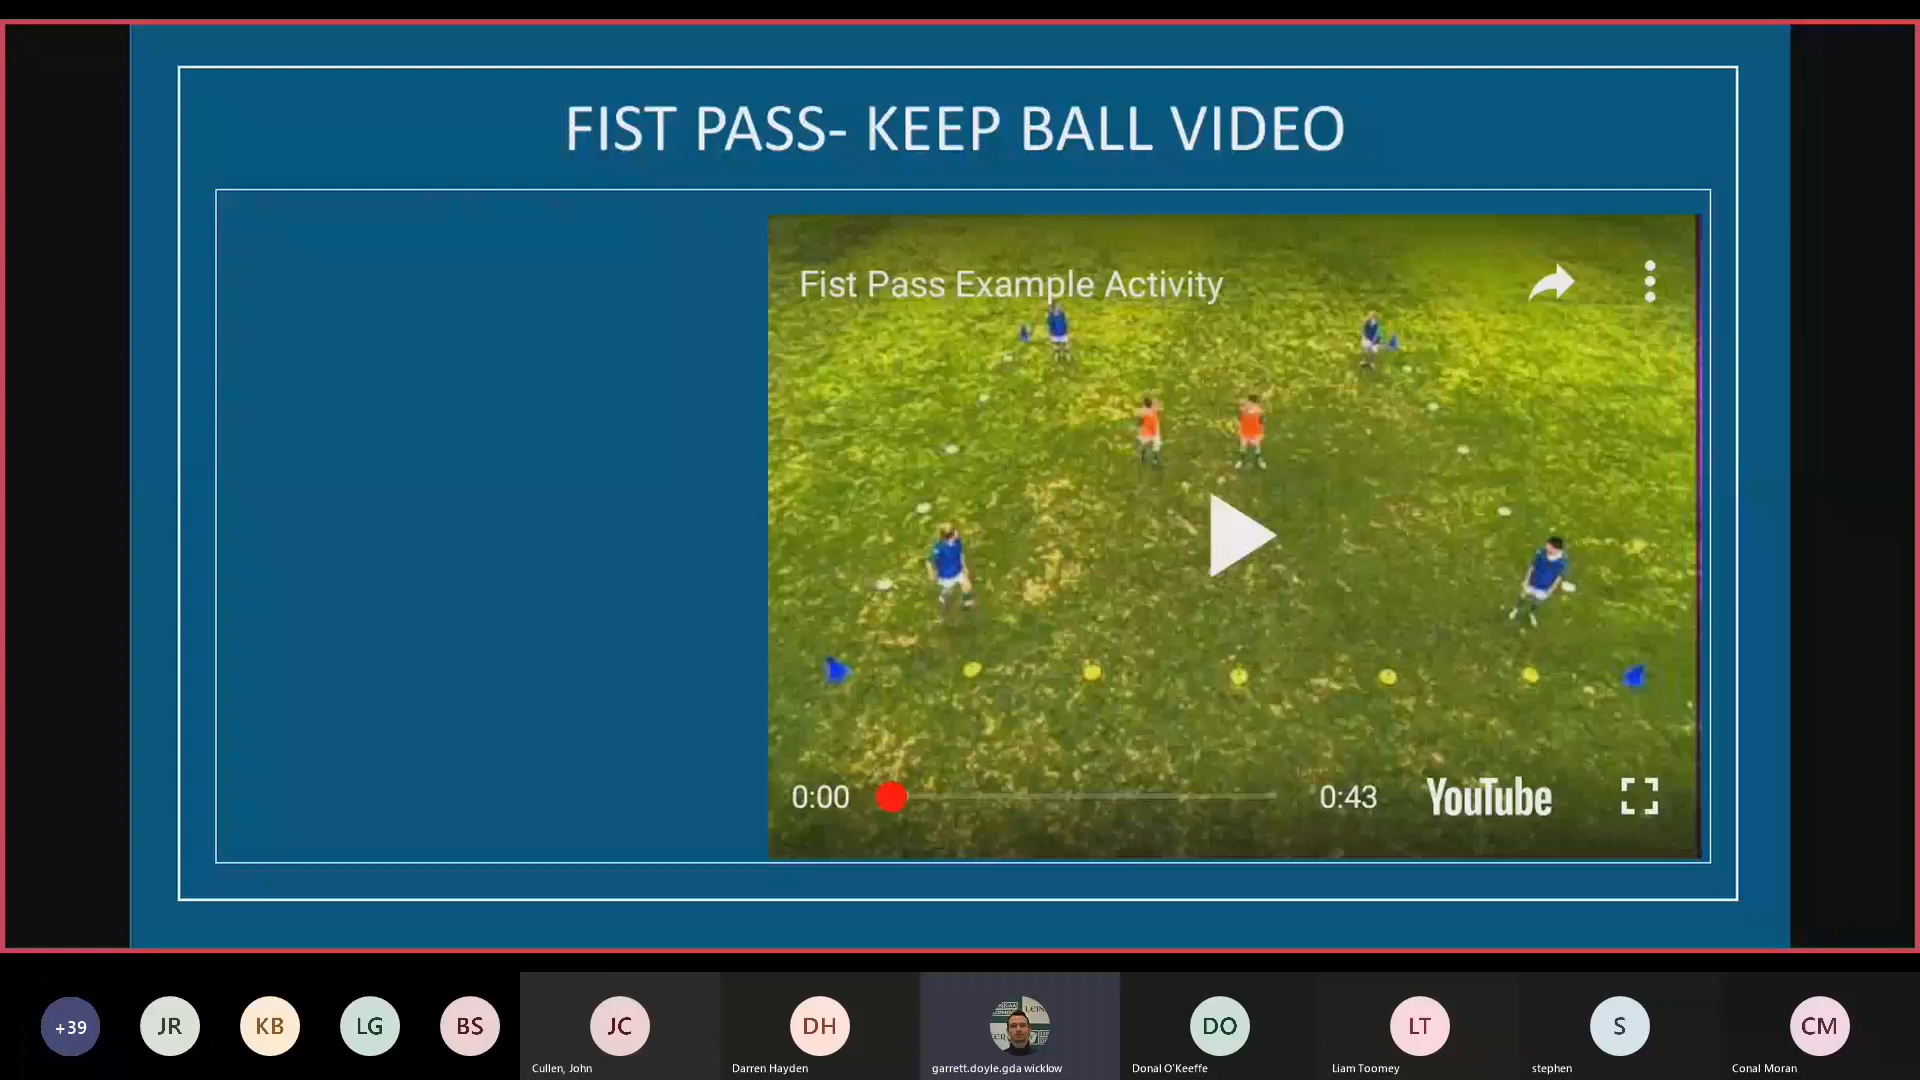 FIST PASS- KEEP BALL VIDEO
Fist Pass Example Activity
0:00
0:43
YouTube
+39
JR
KB
LG
BS
JC
DH
DO
LT
S
CM
Cullen, John
Darren Hayden
garrett.doyle.gda wicklow
Donal O'Keeffe
Liam Toomey
stephen
Conal Moran